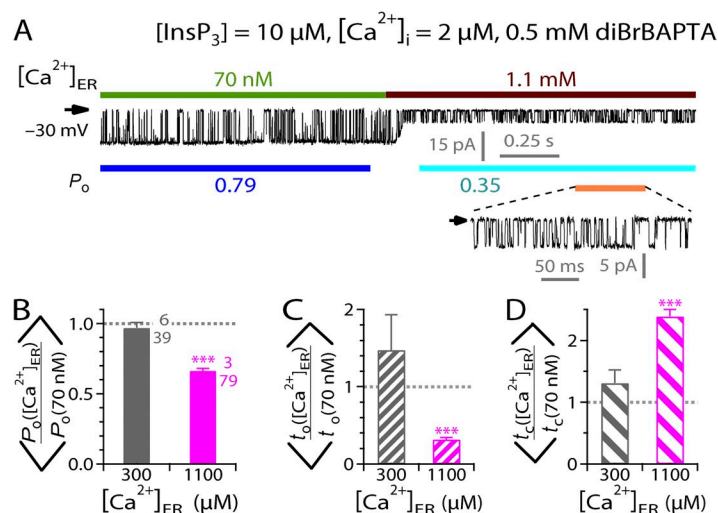 A
[InsP3] = 10 μM, [Ca2+]i = 2 μM, 0.5 mM diBrBAPTA
[Ca2+]ER
70 nM
1.1 mM
–30 mV
15 pA
0.25 s
Po
0.79
0.35
50 ms
5 pA
B
Po([Ca2+]ER)
Po(70 nM)
1.0
0.5
0
6
39
***
3
79
300
1100
[Ca2+]ER (μM)
C
to([Ca2+]ER)
to(70 nM)
2
1
0
***
300
1100
[Ca2+]ER (μM)
D
tc([Ca2+]ER)
tc(70 nM)
2
1
0
***
300
1100
[Ca2+]ER (μM)